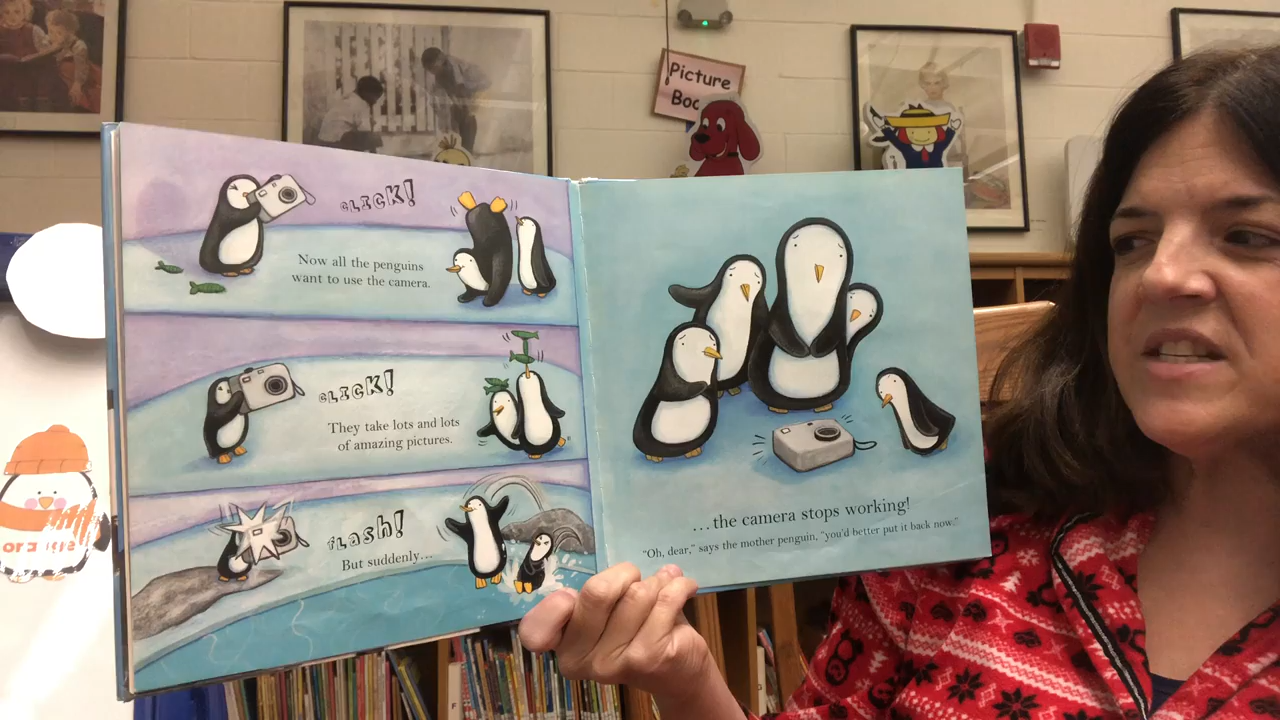 Picture
CLICK!
Now all the penguins
want to use the camera.
CLICK!
They take lots and lots
of amazing pictures.
FLASH!
But suddenly...
...the camera stops working!
"Oh, dear," says the mother penguin, "you'd better put it back now."
F